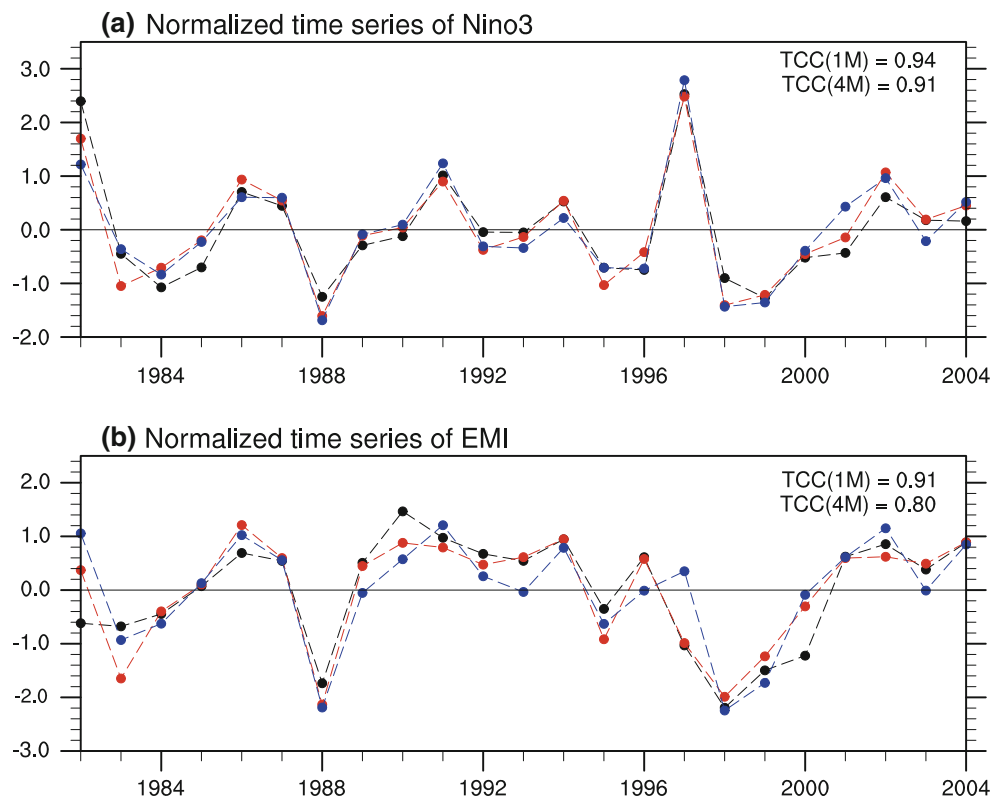 (a) Normalized time series of Nino3
TCC(1M) = 0.94
TCC(4M) = 0.91
3.0
2.0
1.0
0.0
-1.0
-2.0
1984 1988 1992 1996 2000 2004
(b) Normalized time series of EMI
TCC(1M) = 0.91
TCC(4M) = 0.80
2.0
1.0
0.0
-1.0
-2.0
-3.0
1984 1988 1992 1996 2000 2004